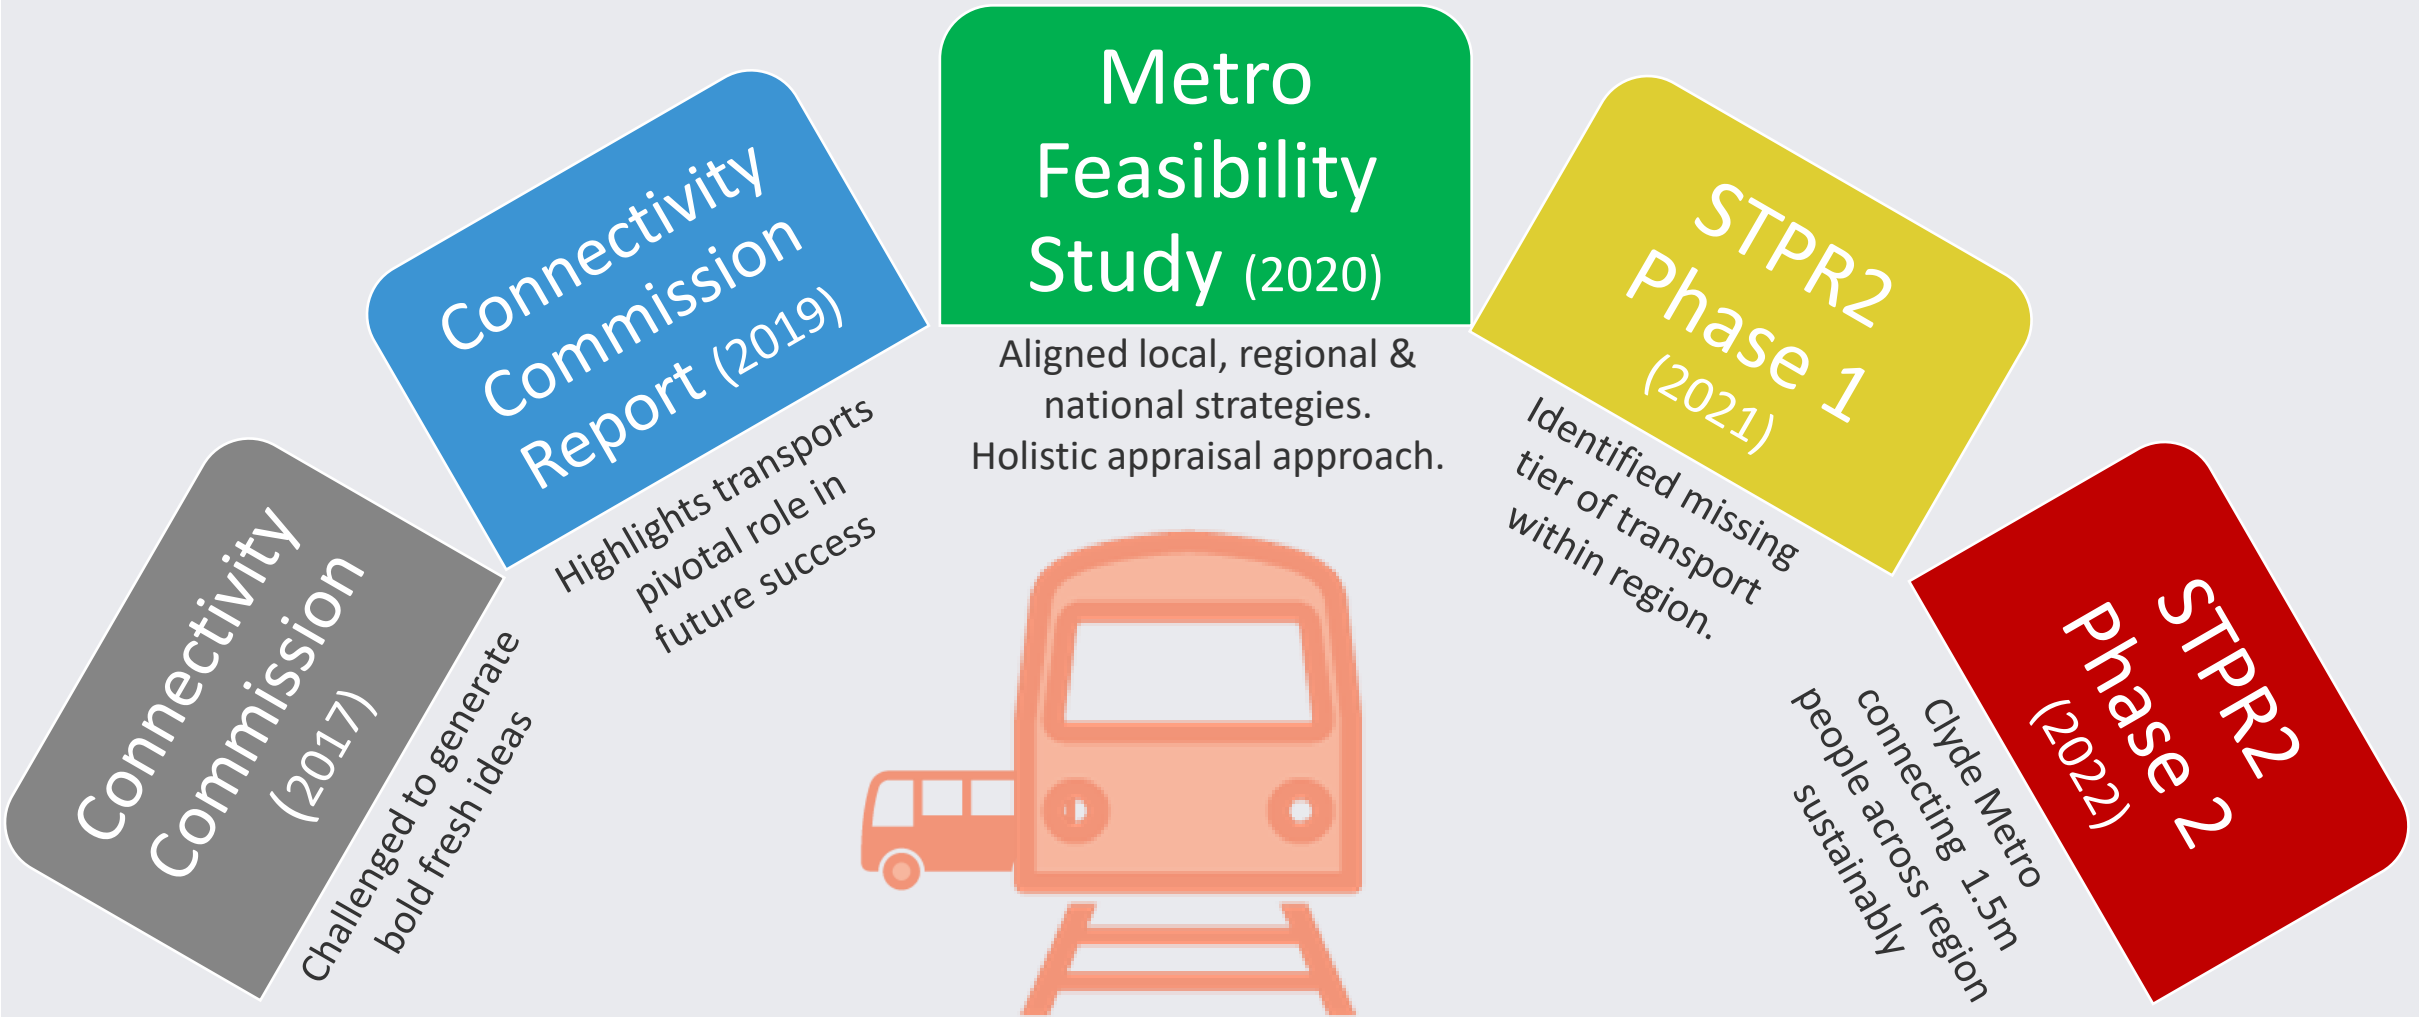 Connectivity
Commission
(2017)
Challenged to generate
bold fresh ideas
Connectivity
Commission
Report (2019)
Highlights transports
pivotal role in
future success
Metro
Feasibility
Study (2020)
Aligned local, regional &
national strategies.
Holistic appraisal approach.
STPR2
Phase 1
(2021)
Identified missing
tier of transport
within region.
STPR2
Phase 2
(2022)
Clyde Metro
connecting 1.5m
people across region
sustainably